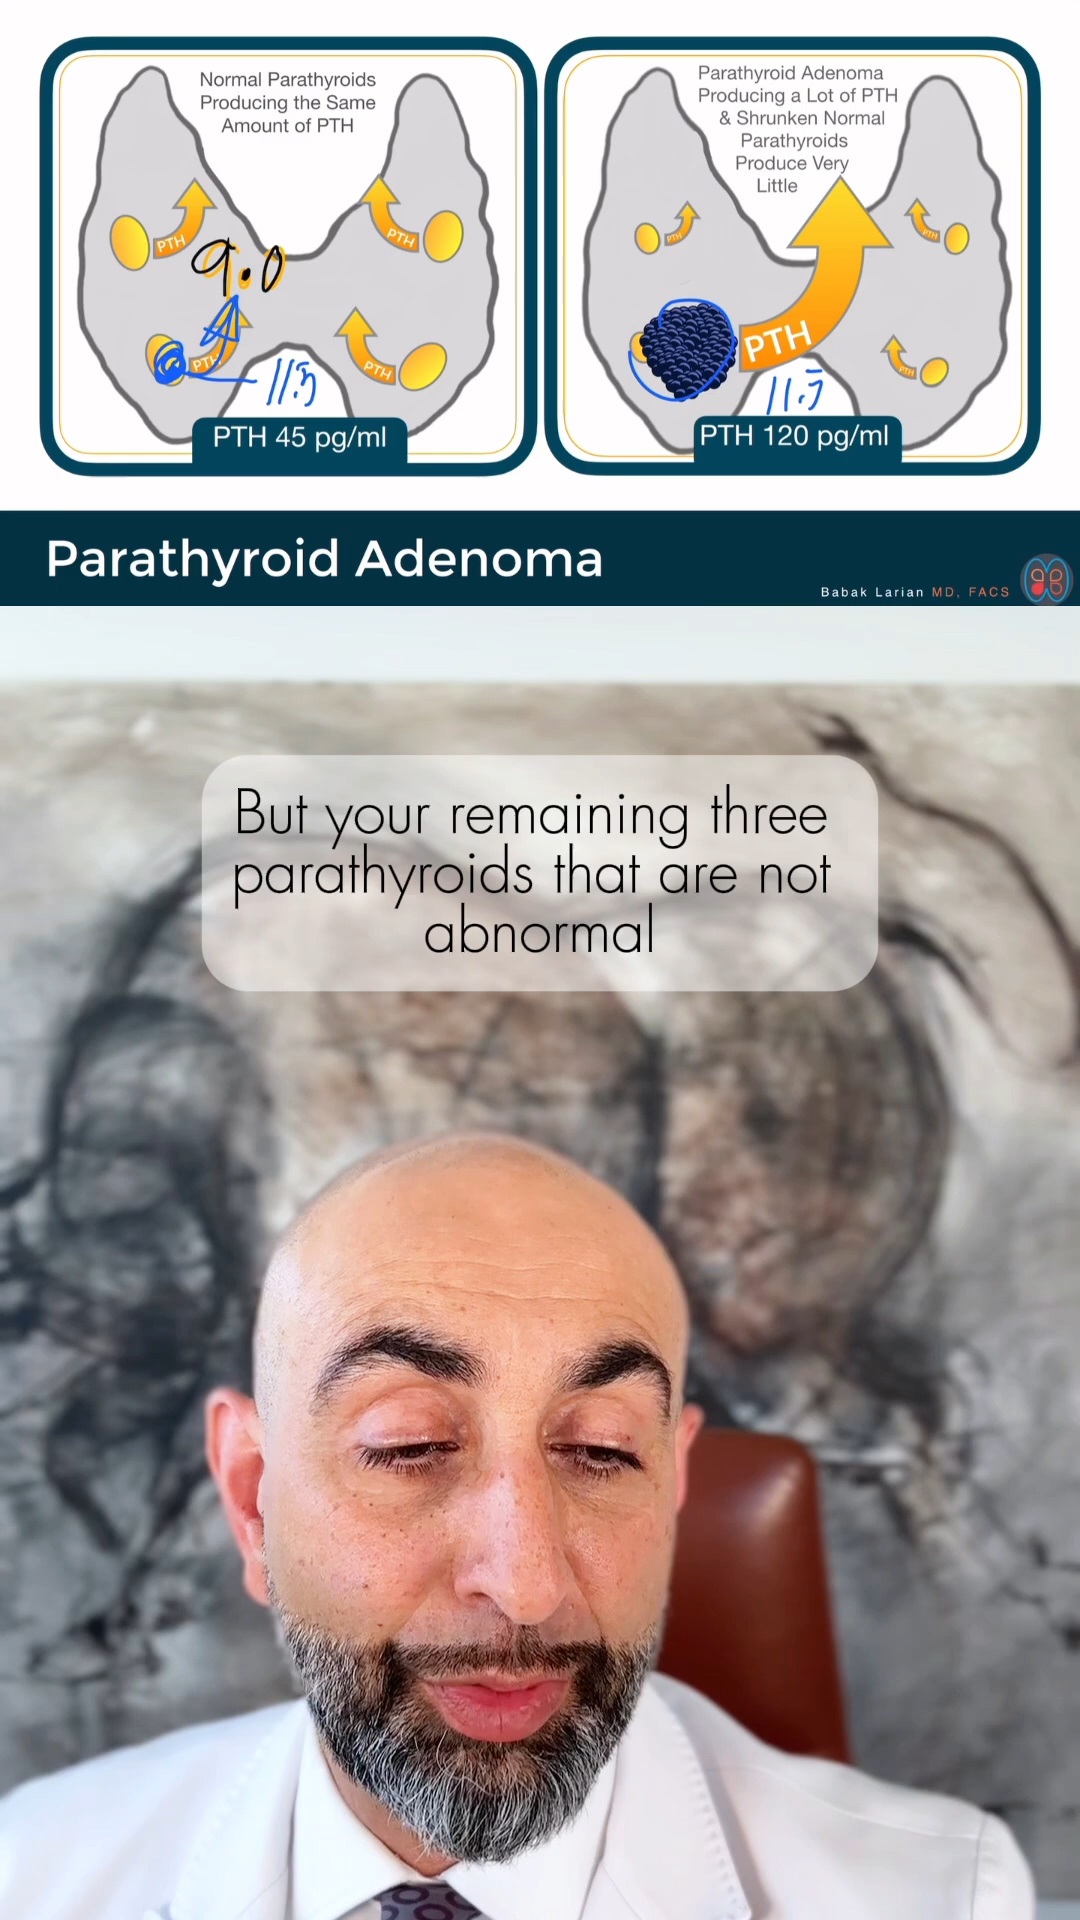 Normal Parathyroids
Producing the Same
Amount of PTH
PTH
PTH
9.0
PTH
PTH
11.5
PTH 45 pg/ml
Parathyroid Adenoma
Producing a Lot of PTH
& Shrunken Normal
Parathyroids
Produce Very
Little
PTH
PTH
PTH
PTH
11.5
PTH 120 pg/ml
Parathyroid Adenoma
Babak Larian MD, FACS
But your remaining three
parathyroids that are not
abnormal